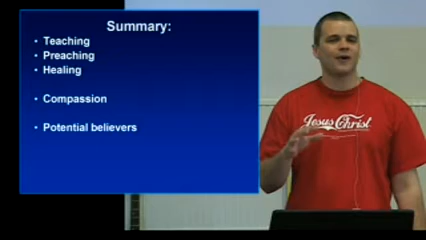 Summary:
• Teaching
• Preaching
• Healing
• Compassion
• Potential believers
Jesus Christ